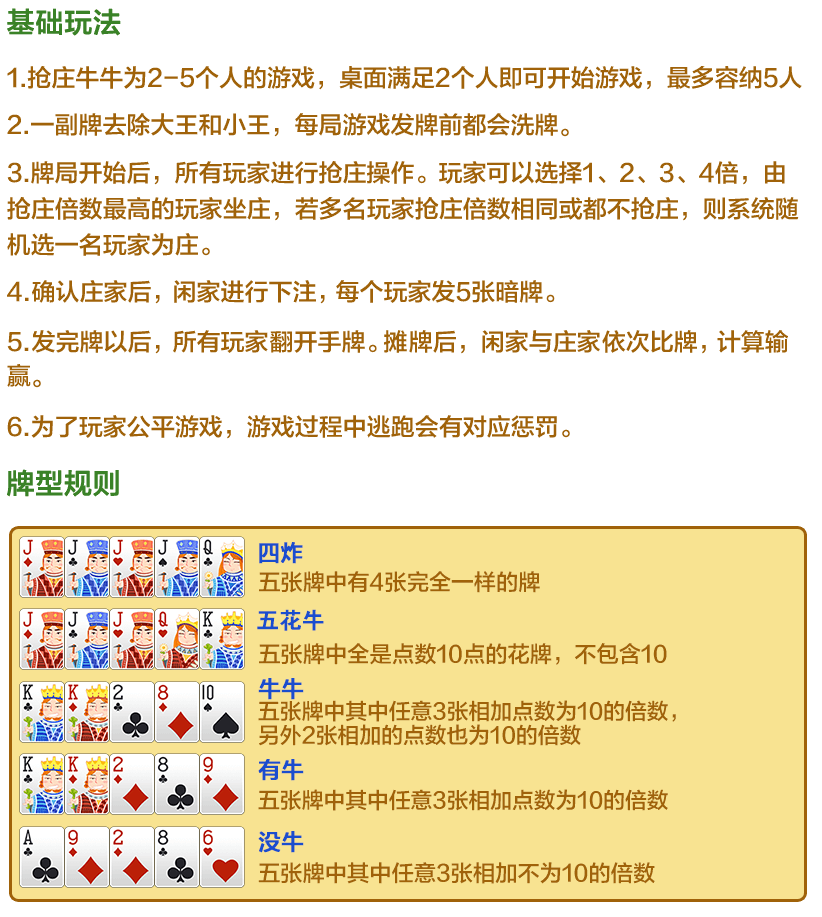 基础玩法
1.抢庄牛牛为2-5个人的游戏，桌面满足2个人即可开始游戏，最多容纳5人
2.一副牌去除大王和小王，每局游戏发牌前都会洗牌。
3.牌局开始后，所有玩家进行抢庄操作。玩家可以选择1、2、3、4倍，由
抢庄倍数最高的玩家坐庄，若多名玩家抢庄倍数相同或都不抢庄，则系统随
机选一名玩家为庄。
4.确认庄家后，闲家进行下注，每个玩家发5张暗牌。
5.发完牌以后，所有玩家翻开手牌。摊牌后，闲家与庄家依次比牌，计算输
赢。
6.为了玩家公平游戏，游戏过程中逃跑会有对应惩罚。
牌型规则
J J J J Q
四炸
五张牌中有4张完全一样的牌
J J J Q K
五花牛
五张牌中全是点数10点的花牌，不包含10
K K 2 8 10
牛牛
五张牌中其中任意3张相加点数为10的倍数，
另外2张相加的点数也为10的倍数
K K 2 8 9
有牛
五张牌中其中任意3张相加点数为10的倍数
A 9 2 8 6
没牛
五张牌中其中任意3张相加不为10的倍数